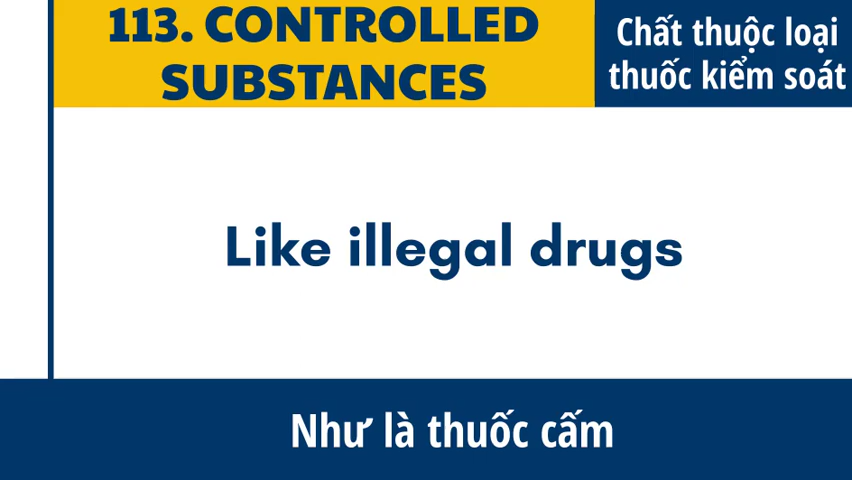 113. CONTROLLED
SUBSTANCES
Chất thuộc loại
thuốc kiểm soát
Like illegal drugs
Như là thuốc cấm